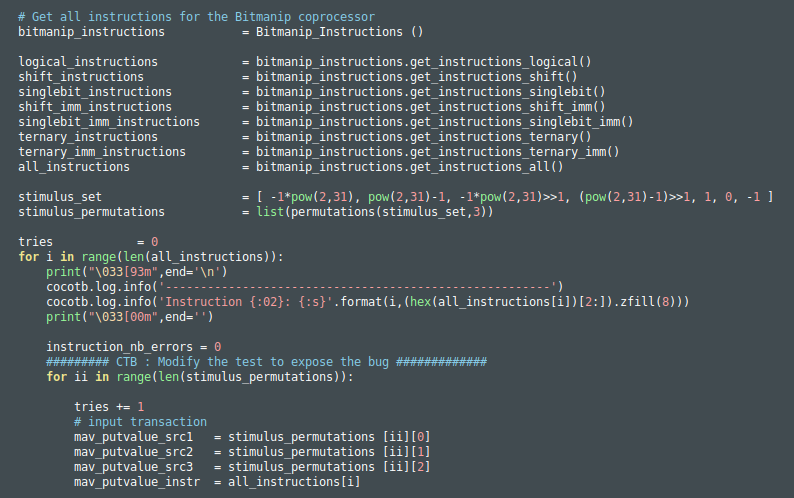 # Get all instructions for the Bitmanip coprocessor
bitmanip_instructions = Bitmanip_Instructions ()
logical_instructions = bitmanip_instructions.get_instructions_logical()
shift_instructions = bitmanip_instructions.get_instructions_shift()
singlebit_instructions = bitmanip_instructions.get_instructions_singlebit()
shift_imm_instructions = bitmanip_instructions.get_instructions_shift_imm()
singlebit_imm_instructions = bitmanip_instructions.get_instructions_singlebit_imm()
ternary_instructions = bitmanip_instructions.get_instructions_ternary()
ternary_imm_instructions = bitmanip_instructions.get_instructions_ternary_imm()
all_instructions = bitmanip_instructions.get_instructions_all()
stimulus_set = [ -1*pow(2,31), pow(2,31)-1, -1*pow(2,31)>>1, (pow(2,31)-1)>>1, 1, 0, -1 ]
stimulus_permutations = list(permutations(stimulus_set,3))
tries = 0
for i in range(len(all_instructions)):
print("\033[93m",end='\n')
cocotb.log.info('-------------------------------------------------------')
cocotb.log.info('Instruction {:02}: {:s}'.format(i,(hex(all_instructions[i])[2:]).zfill(8)))
print("\033[00m",end='')
instruction_nb_errors = 0
######### CTB : Modify the test to expose the bug #############
for ii in range(len(stimulus_permutations)):
tries += 1
# input transaction
mav_putvalue_src1 = stimulus_permutations [ii][0]
mav_putvalue_src2 = stimulus_permutations [ii][1]
mav_putvalue_src3 = stimulus_permutations [ii][2]
mav_putvalue_instr = all_instructions[i]